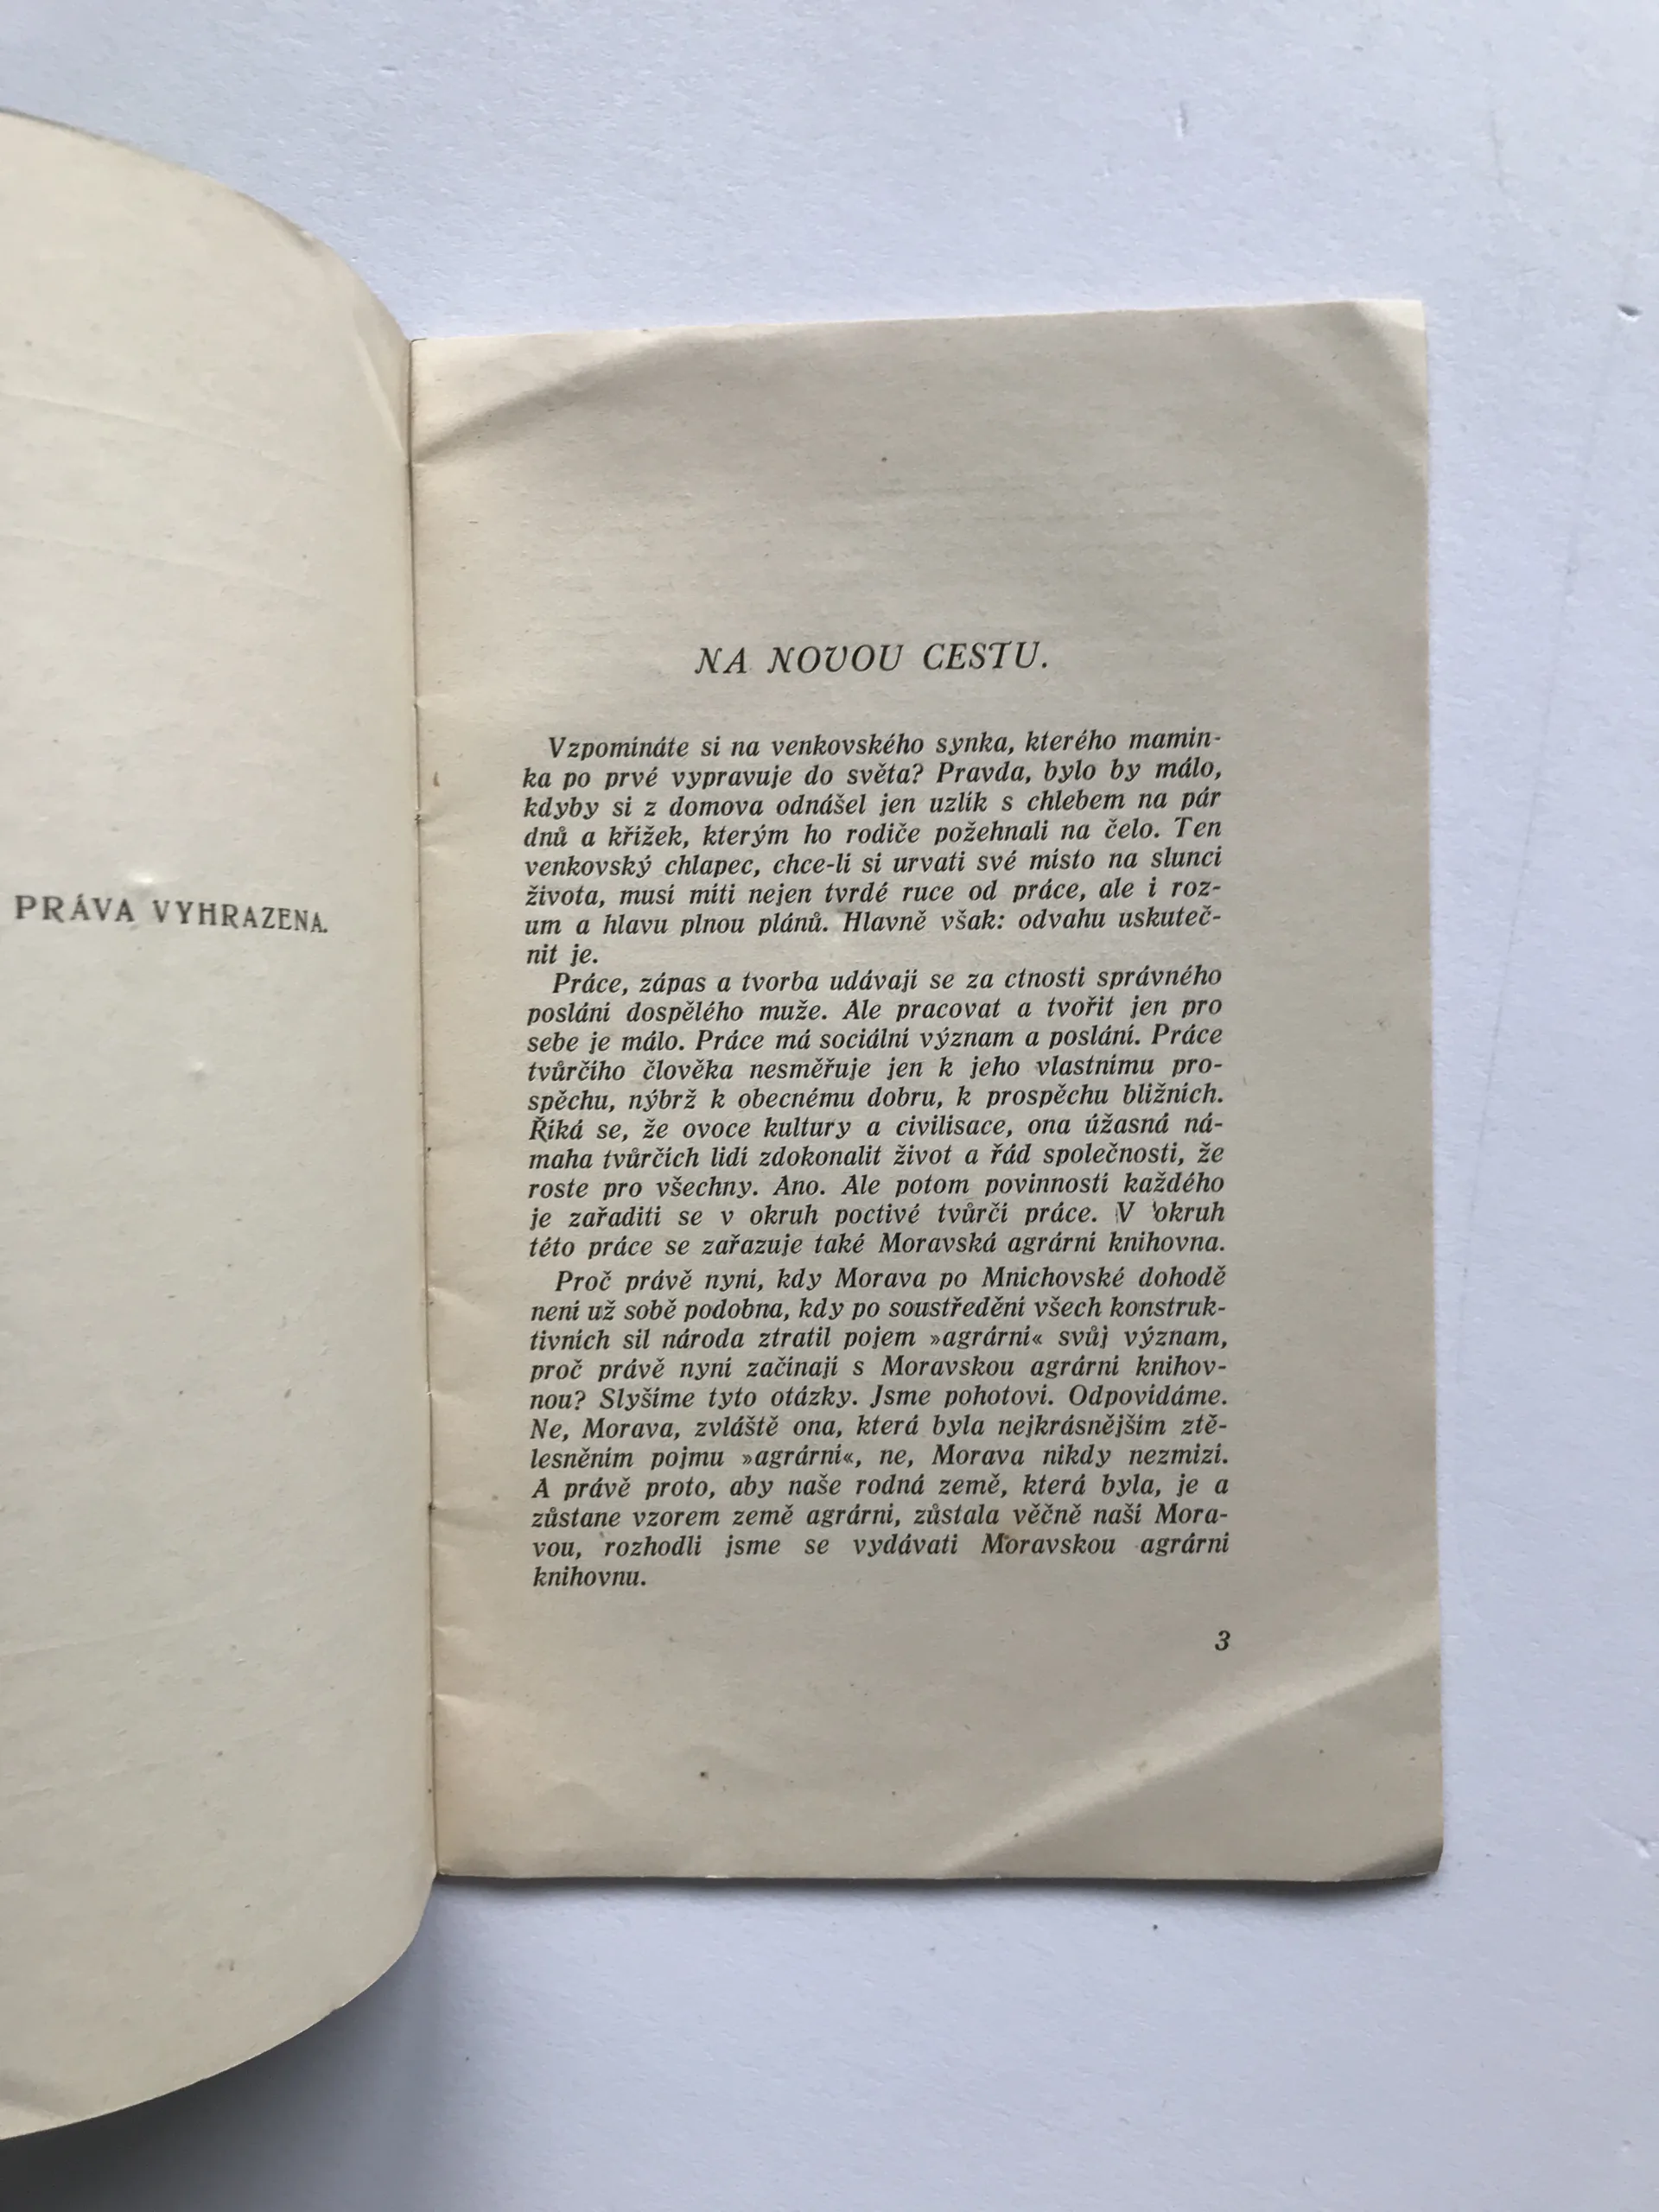 PRÁVA VYHRAZENA.
NA NOVOU CESTU.
Vzpomínáte si na venkovského synka, kterého mamin-
ka po prvé vypravuje do světa? Pravda, bylo by málo,
kdyby si z domova odnášel jen uzlík s chlebem na pár
dnů a křížek, kterým ho rodiče požehnali na čelo. Ten
venkovský chlapec, chce-li si urvati své místo na slunci
života, musí míti nejen tvrdé ruce od práce, ale i roz-
um a hlavu plnou plánů. Hlavně však: odvahu uskuteč-
nit je.
Práce, zápas a tvorba udávají se za ctnosti správného
poslání dospělého muže. Ale pracovat a tvořit jen pro
sebe je málo. Práce má sociální význam a poslání. Práce
tvůrčího člověka nesměřuje jen k jeho vlastnímu pro-
spěchu, nýbrž k obecnému dobru, k prospěchu bližních.
Říká se, že ovoce kultury a civilisace, ona úžasná ná-
maha tvůrčích lidí zdokonalit život a řád společnosti, že
roste pro všechny. Ano. Ale potom povinností každého
je zařaditi se v okruh poctivé tvůrčí práce. V okruh
této práce se zařazuje také Moravská agrární knihovna.
Proč právě nyní, kdy Morava po Mnichovské dohodě
není už sobě podobna, kdy po soustředění všech konstruk-
tivních sil národa ztratil pojem »agrární« svůj význam,
proč právě nyní začínají s Moravskou agrární knihov-
nou? Slyšíme tyto otázky. Jsme pohotovi. Odpovídáme.
Ne, Morava, zvláště ona, která byla nejkrásnějším ztě-
lesněním pojmu »agrární«, ne, Morava nikdy nezmizí.
A právě proto, aby naše rodná země, která byla, je a
zůstane vzorem země agrární, zůstala věčně naší Mora-
vou, rozhodli jsme se vydávati Moravskou agrární
knihovnu.
3